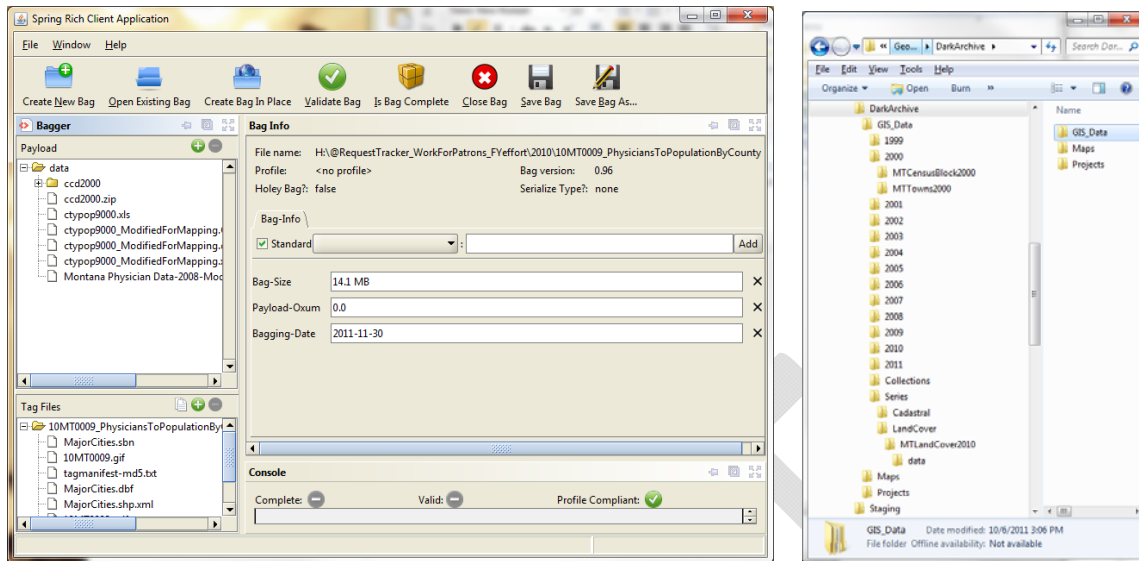 Spring Rich Client Application
File Window Help
Create New Bag Open Existing Bag Create Bag In Place Validate Bag Is Bag Complete Close Bag Save Bag Save Bag As...
Bagger
Payload
data
ccd2000
ccd2000.zip
ctypop9000.xls
ctypop9000_ModifiedForMapping.
ctypop9000_ModifiedForMapping.
ctypop9000_ModifiedForMapping.
Montana Physician Data-2008-Moc
Tag Files
10MT0009_PhysiciansToPopulationBy
MajorCities.sbn
10MT0009.gif
tagmanifest-md5.txt
MajorCities.dbf
MajorCities.shp.xml
Bag Info
File name: H:\@RequestTracker_WorkForPatrons_FYeffort\2010\10MT0009_PhysiciansToPopulationByCounty
Profile: <no profile> Bag version: 0.96
Holey Bag?: false Serialize Type?: none
Bag-Info
Standard : Add
Bag-Size 14.1 MB
Payload-Oxum 0.0
Bagging-Date 2011-11-30
Console
Complete: Valid: Profile Compliant:
« Geo... DarkArchive Search Dar...
File Edit View Tools Help
Organize Open Burn »
DarkArchive
GIS_Data
1999
2000
MTCensusBlock2000
MTTowns2000
2001
2002
2003
2004
2005
2006
2007
2008
2009
2010
2011
Collections
Series
Cadastral
LandCover
MTLandCover2010
data
Maps
Projects
Staging
Name
GIS_Data
Maps
Projects
GIS_Data Date modified: 10/6/2011 3:06 PM
File folder Offline availability: Not available